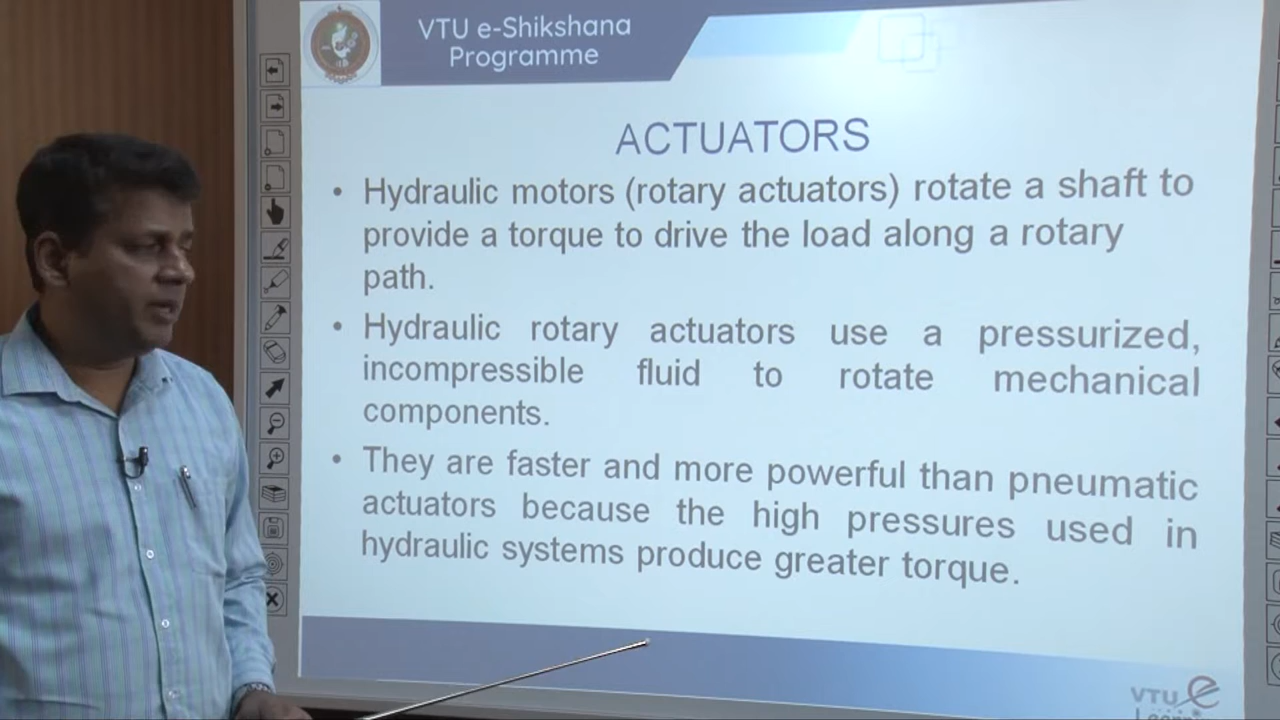 VTU e-Shikshana
Programme
ACTUATORS
• Hydraulic motors (rotary actuators) rotate a shaft to
provide a torque to drive the load along a rotary
path.
• Hydraulic rotary actuators use a pressurized,
incompressible fluid to rotate mechanical
components.
• They are faster and more powerful than pneumatic
actuators because the high pressures used in
hydraulic systems produce greater torque.
VTU e